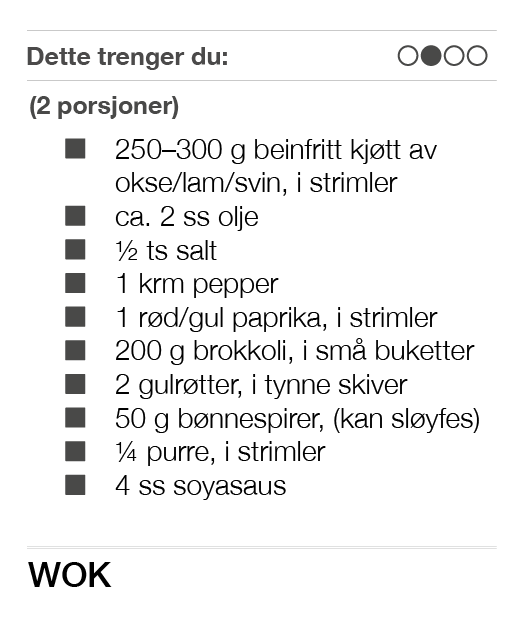 Dette trenger du:
(2 porsjoner)
250–300 g beinfritt kjøtt av
okse/lam/svin, i strimler
ca. 2 ss olje
½ ts salt
1 krm pepper
1 rød/gul paprika, i strimler
200 g brokkoli, i små buketter
2 gulrøtter, i tynne skiver
50 g bønnespirer, (kan sløyfes)
¼ purre, i strimler
4 ss soyasaus
WOK